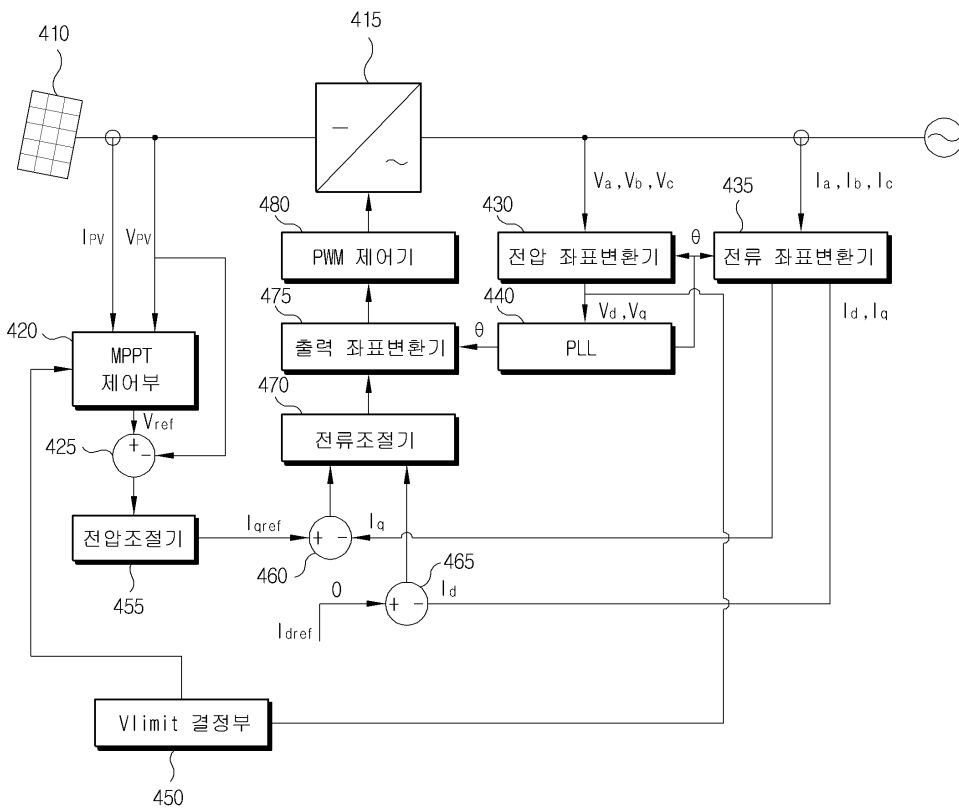 410
415
Va,Vb,Vc
Ia,Ib,Ic
IPV
VPV
480
PWM 제어기
430
전압 좌표변환기
θ
435
전류 좌표변환기
475
출력 좌표변환기
θ
440
Vd,Vq
PLL
Id,Iq
420
MPPT
제어부
Vref
470
전류조절기
425
+
−
전압조절기
455
Iqref
+
−
Iq
460
465
0
+
−
Id
Idref
Vlimit 결정부
450